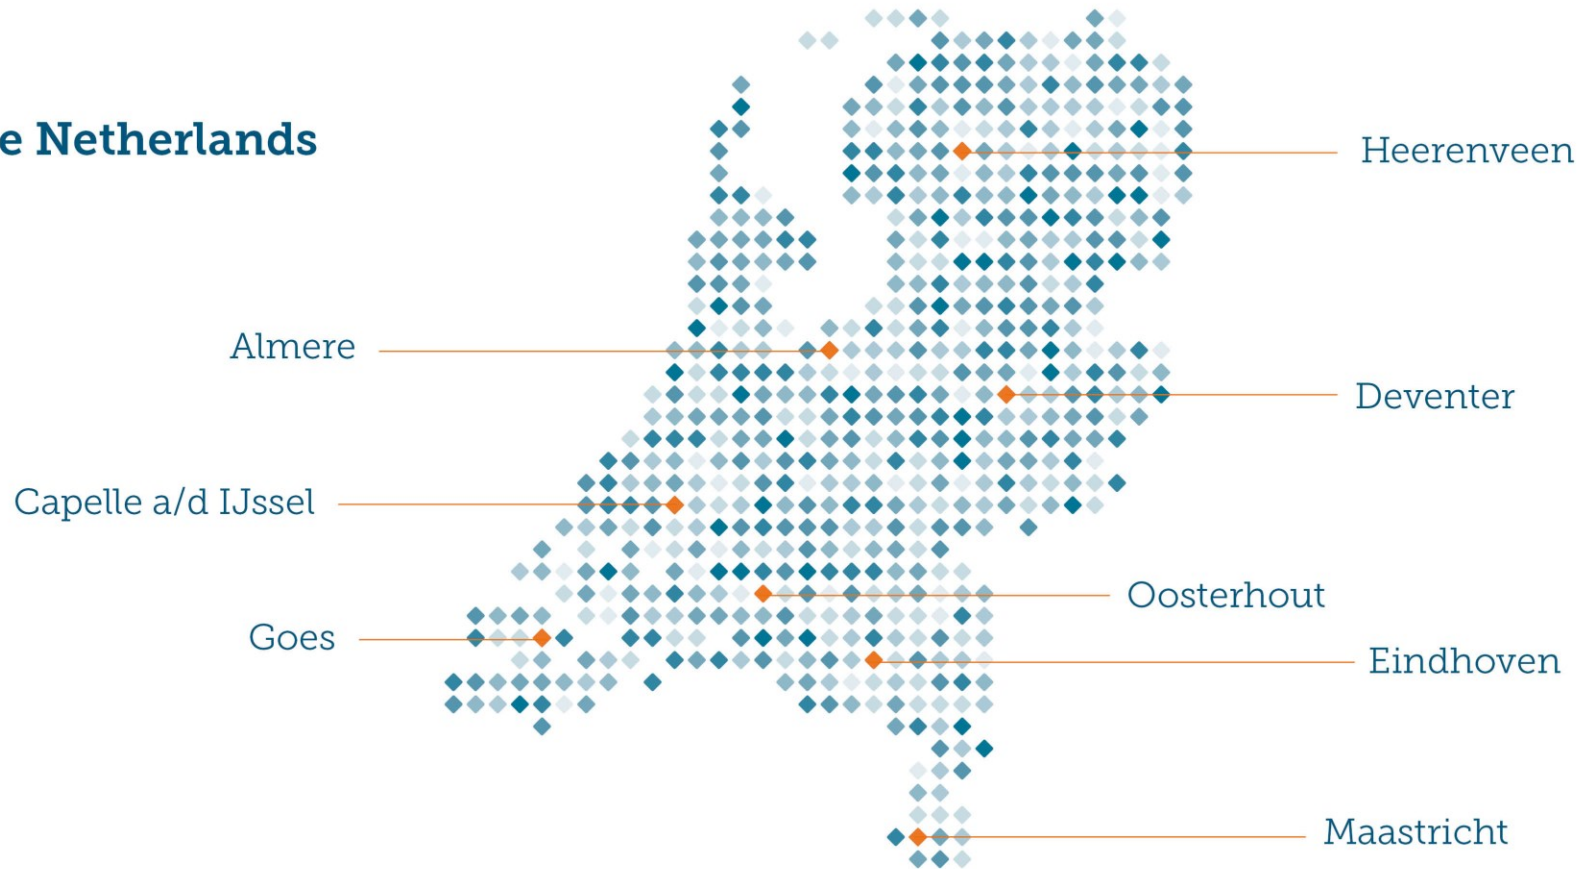 e Netherlands
Heerenveen
Almere
Deventer
Capelle a/d IJssel
Oosterhout
Goes
Eindhoven
Maastricht